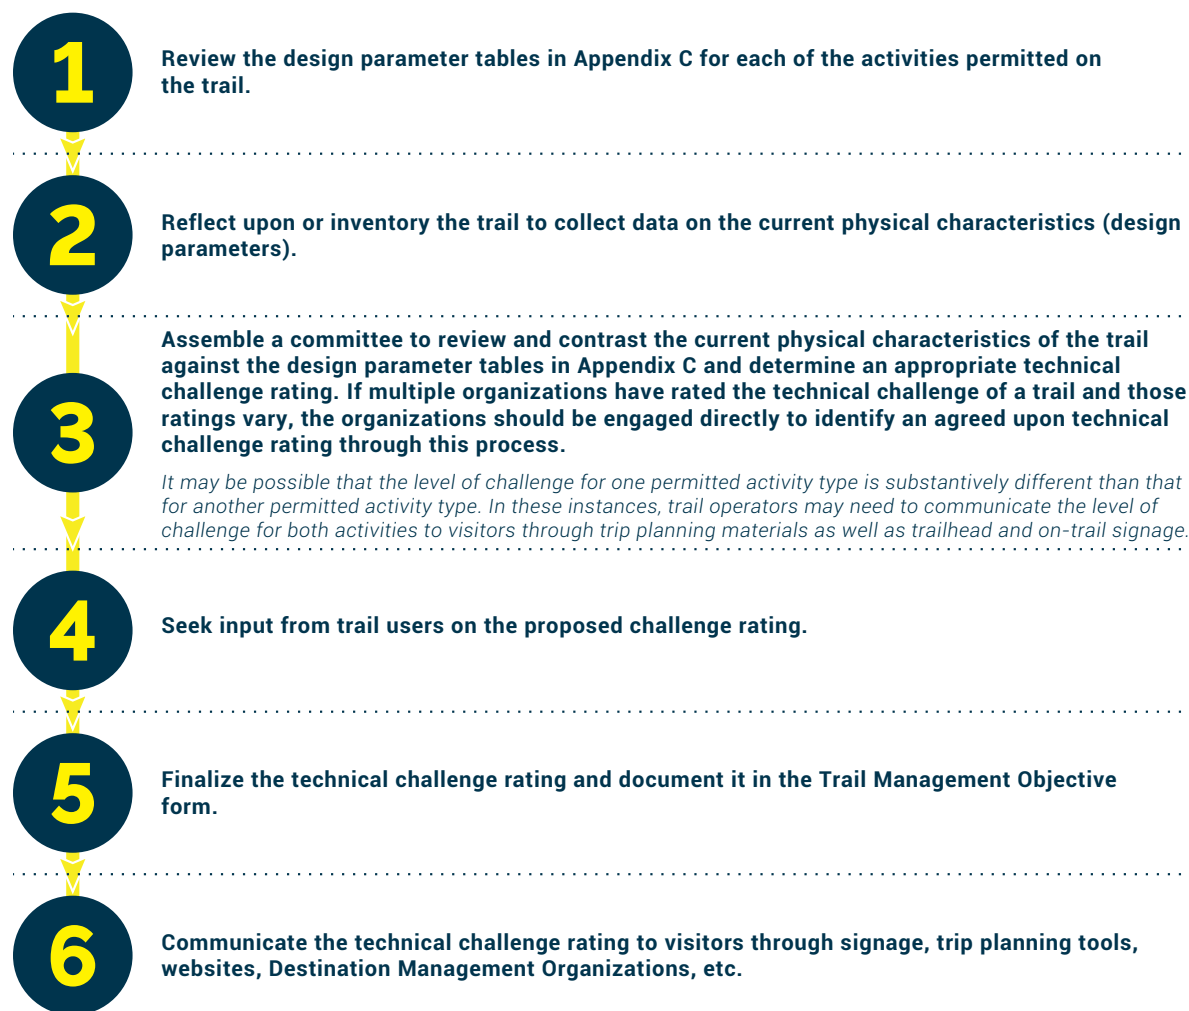 1
Review the design parameter tables in Appendix C for each of the activities permitted on
the trail.
2
Reflect upon or inventory the trail to collect data on the current physical characteristics (design
parameters).
3
Assemble a committee to review and contrast the current physical characteristics of the trail
against the design parameter tables in Appendix C and determine an appropriate technical
challenge rating. If multiple organizations have rated the technical challenge of a trail and those
ratings vary, the organizations should be engaged directly to identify an agreed upon technical
challenge rating through this process.
It may be possible that the level of challenge for one permitted activity type is substantively different than that
for another permitted activity type. In these instances, trail operators may need to communicate the level of
challenge for both activities to visitors through trip planning materials as well as trailhead and on-trail signage.
4
Seek input from trail users on the proposed challenge rating.
5
Finalize the technical challenge rating and document it in the Trail Management Objective
form.
6
Communicate the technical challenge rating to visitors through signage, trip planning tools,
websites, Destination Management Organizations, etc.